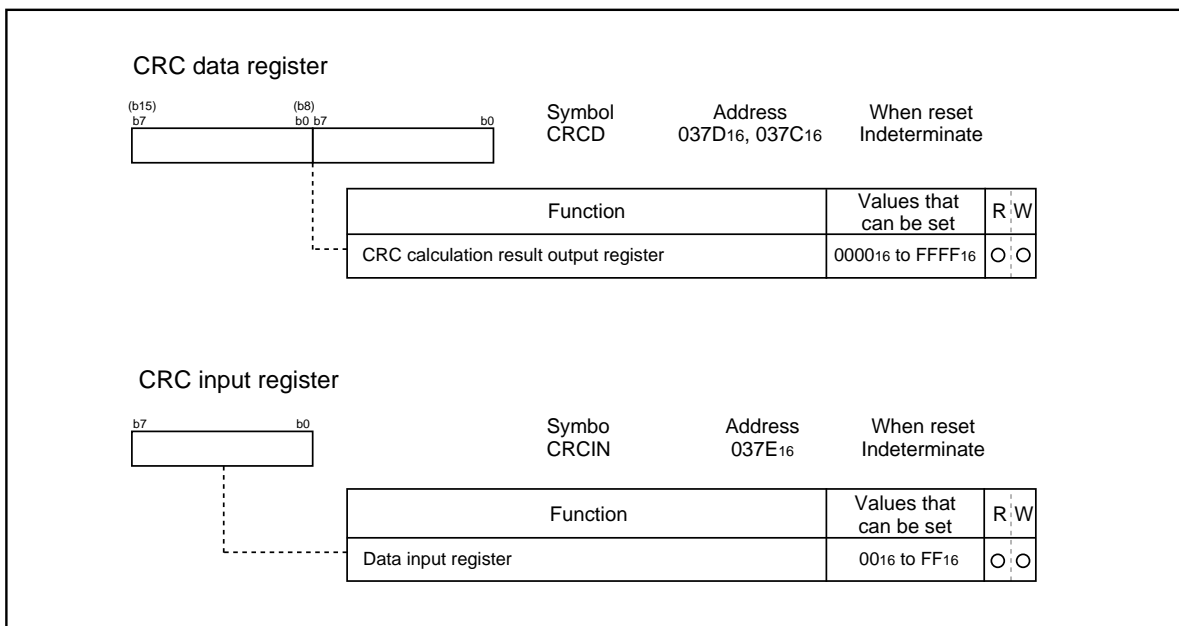 CRC data register
(b15) (b8)
b7 b0 b7 b0
Symbol Address When reset
CRCD 037D16, 037C16 Indeterminate
Function Values that can be set R W
CRC calculation result output register 000016 to FFFF16 O O
CRC input register
b7 b0
Symbo Address When reset
CRCIN 037E16 Indeterminate
Function Values that can be set R W
Data input register 0016 to FF16 O O